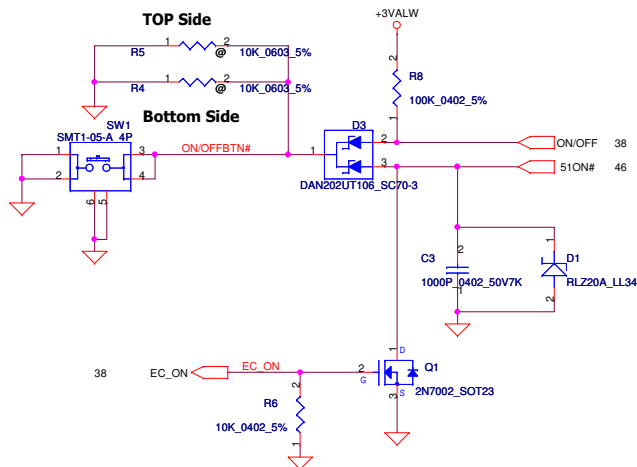 TOP Side
+3VALW
R5
1
2
@
10K_0603_5%
R4
1
2
@
10K_0603_5%
2
R8
100K_0402_5%
1
Bottom Side
SW1
SMT1-05-A_4P
1
3
2
4
6
5
ON/OFFBTN#
D3
1
2
3
DAN202UT106_SC70-3
ON/OFF
38
51ON#
46
2
C3
1000P_0402_50V7K
1
1
D1
RLZ20A_LL34
2
38
EC_ON
EC_ON
2
G
1
D
Q1
2N7002_SOT23
3
S
2
R6
10K_0402_5%
1